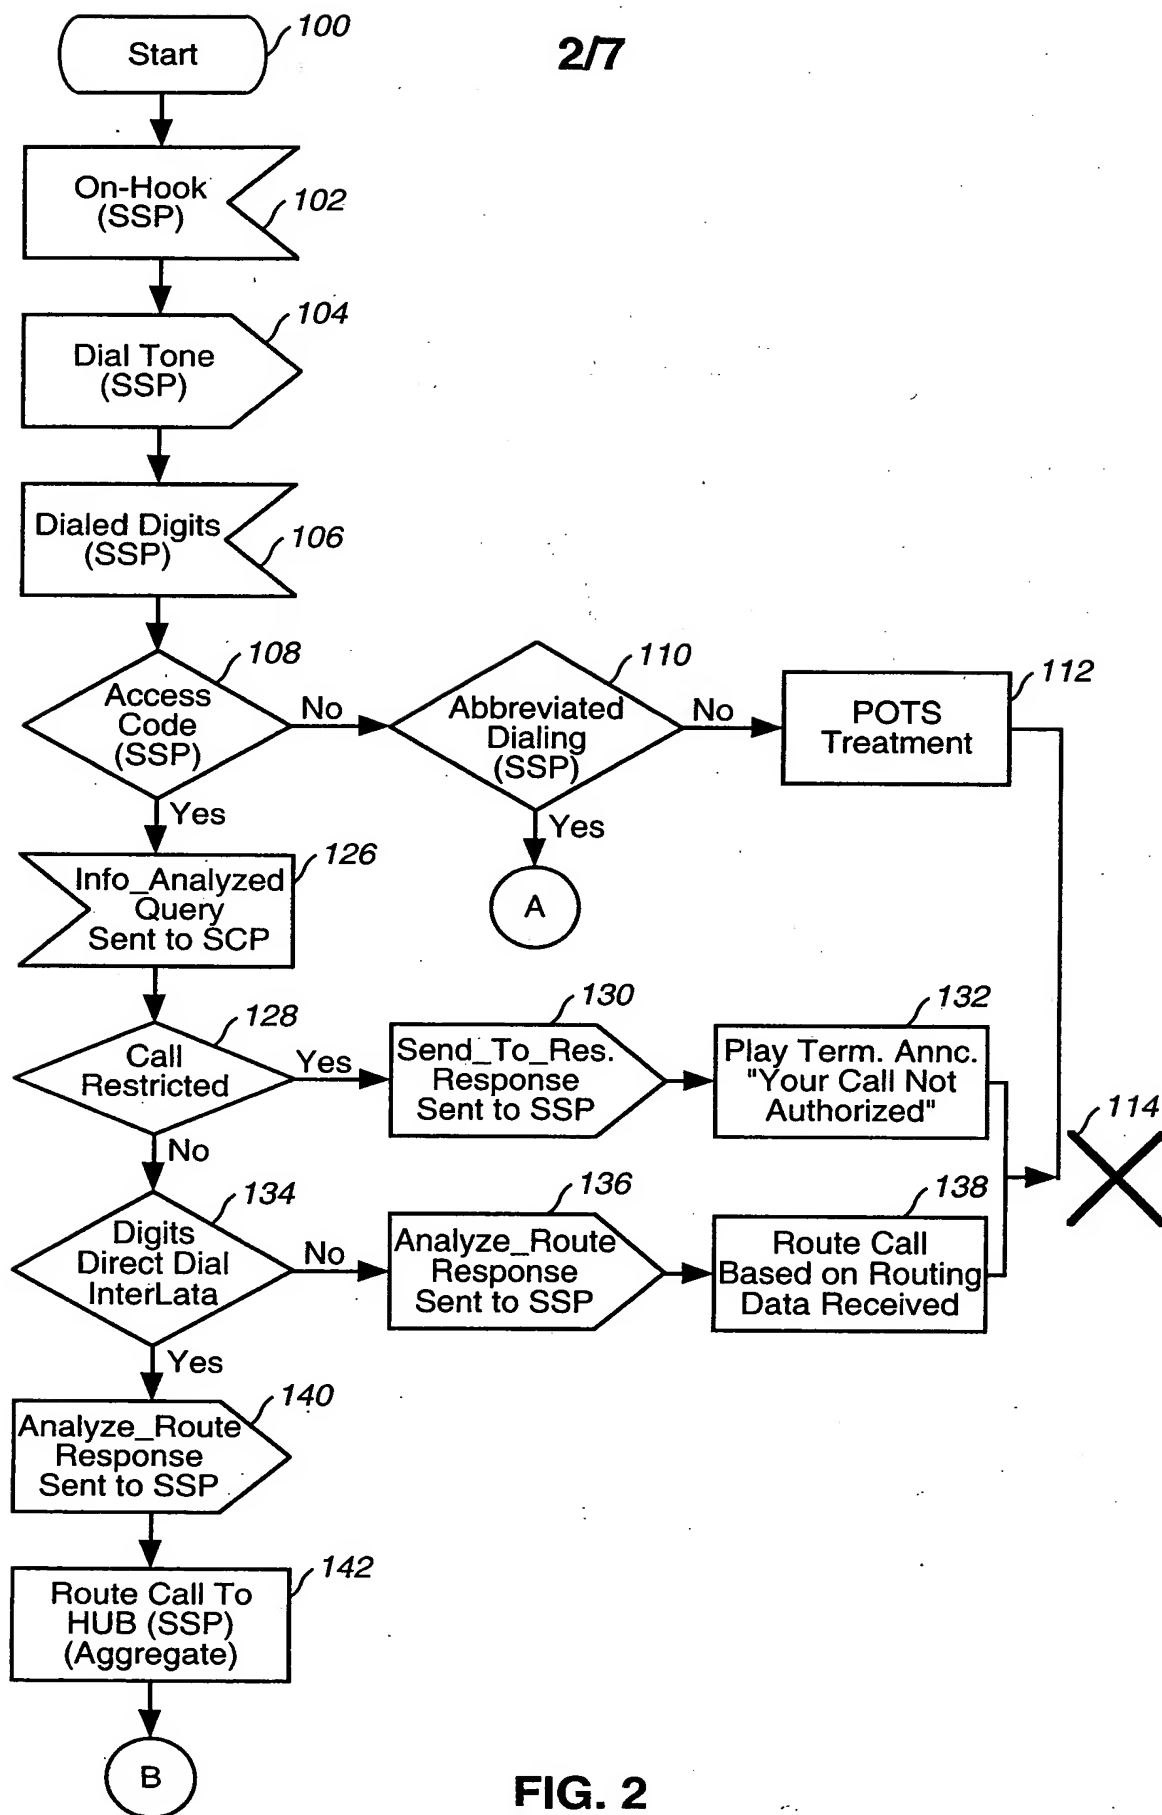 2/7
Start
100
On-Hook
(SSP)
102
Dial Tone
(SSP)
104
Dialed Digits
(SSP)
106
Access
Code
(SSP)
108
No
Abbreviated
Dialing
(SSP)
110
No
POTS
Treatment
112
Yes
Yes
A
Info_Analyzed
Query
Sent to SCP
126
Call
Restricted
128
Yes
Send_To_Res.
Response
Sent to SSP
130
Play Term. Annc.
"Your Call Not
Authorized"
132
114
No
Digits
Direct Dial
InterLata
134
No
Analyze_Route
Response
Sent to SSP
136
Route Call
Based on Routing
Data Received
138
Yes
Analyze_Route
Response
Sent to SSP
140
Route Call To
HUB (SSP)
(Aggregate)
142
B
FIG. 2